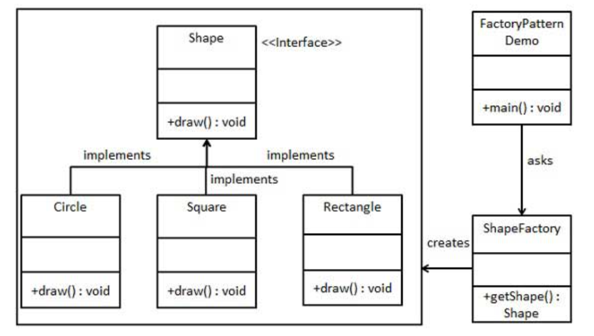 Shape
<<Interface>>
+draw() : void
implements
implements
implements
Circle
+draw() : void
Square
+draw() : void
Rectangle
+draw() : void
FactoryPattern
Demo
+main() : void
asks
creates
ShapeFactory
+getShape() :
Shape